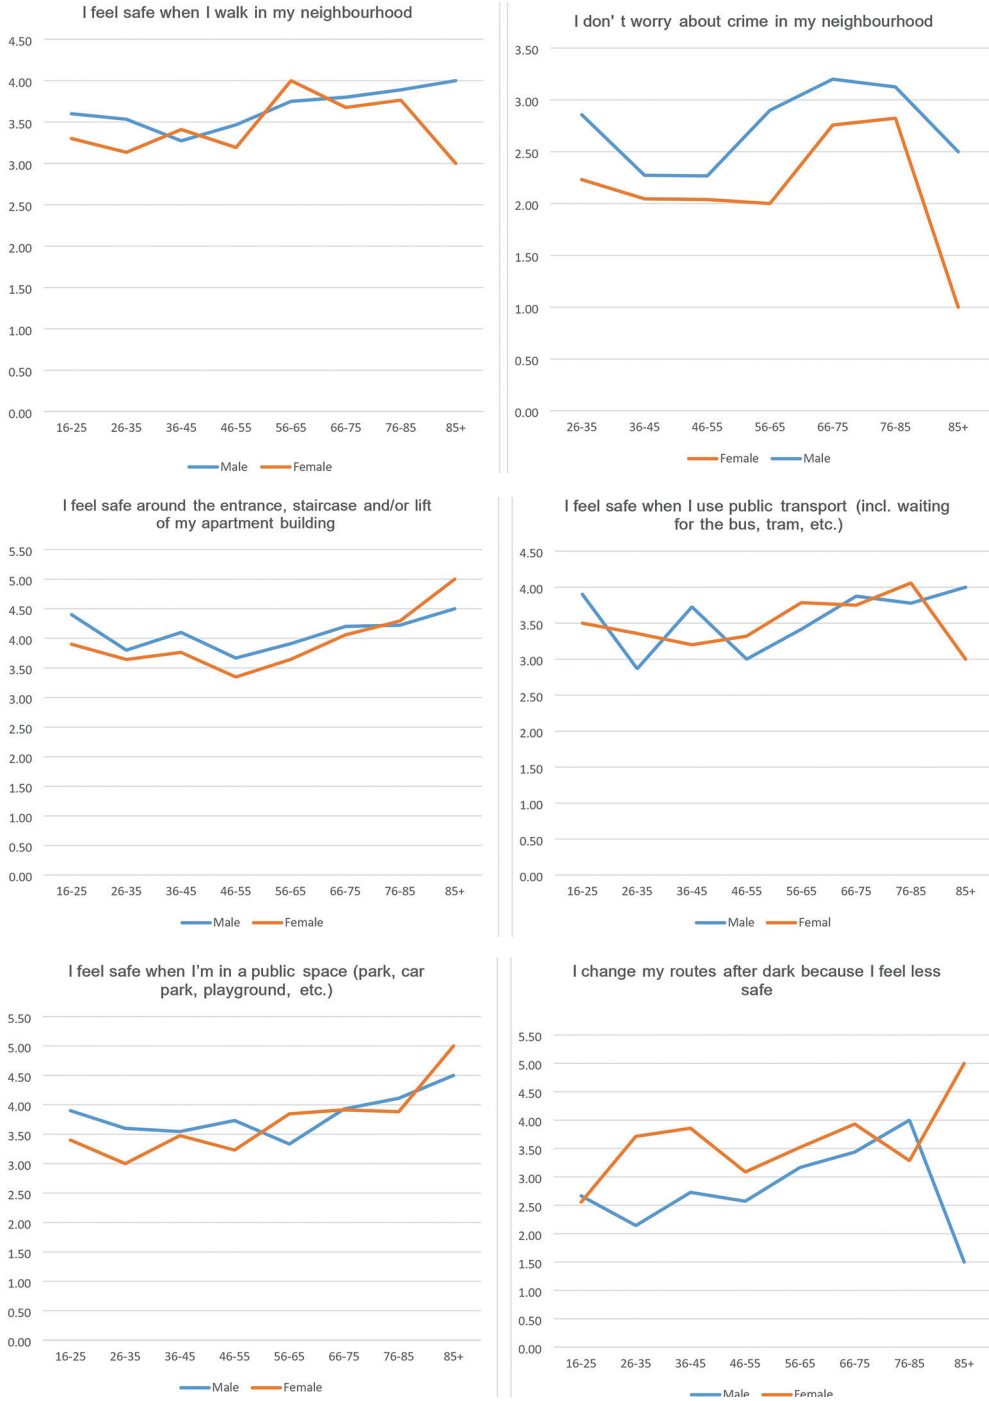 I feel safe when I walk in my neighbourhood
4.50
4.00
3.50
3.00
2.50
2.00
1.50
1.00
0.50
0.00
16-25 26-35 36-45 46-55 56-65 66-75 76-85 85+
Male Female
I don' t worry about crime in my neighbourhood
3.50
3.00
2.50
2.00
1.50
1.00
0.50
0.00
26-35 36-45 46-55 56-65 66-75 76-85 85+
Female Male
I feel safe around the entrance, staircase and/or lift
of my apartment building
5.50
5.00
4.50
4.00
3.50
3.00
2.50
2.00
1.50
1.00
0.50
0.00
16-25 26-35 36-45 46-55 56-65 66-75 76-85 85+
Male Female
I feel safe when I use public transport (incl. waiting
for the bus, tram, etc.)
4.50
4.00
3.50
3.00
2.50
2.00
1.50
1.00
0.50
0.00
16-25 26-35 36-45 46-55 56-65 66-75 76-85 85+
Male Femal
I feel safe when I'm in a public space (park, car
park, playground, etc.)
5.50
5.00
4.50
4.00
3.50
3.00
2.50
2.00
1.50
1.00
0.50
0.00
16-25 26-35 36-45 46-55 56-65 66-75 76-85 85+
Male Female
I change my routes after dark because I feel less
safe
5.50
5.00
4.50
4.00
3.50
3.00
2.50
2.00
1.50
1.00
0.50
0.00
16-25 26-35 36-45 46-55 56-65 66-75 76-85 85+
Male Female